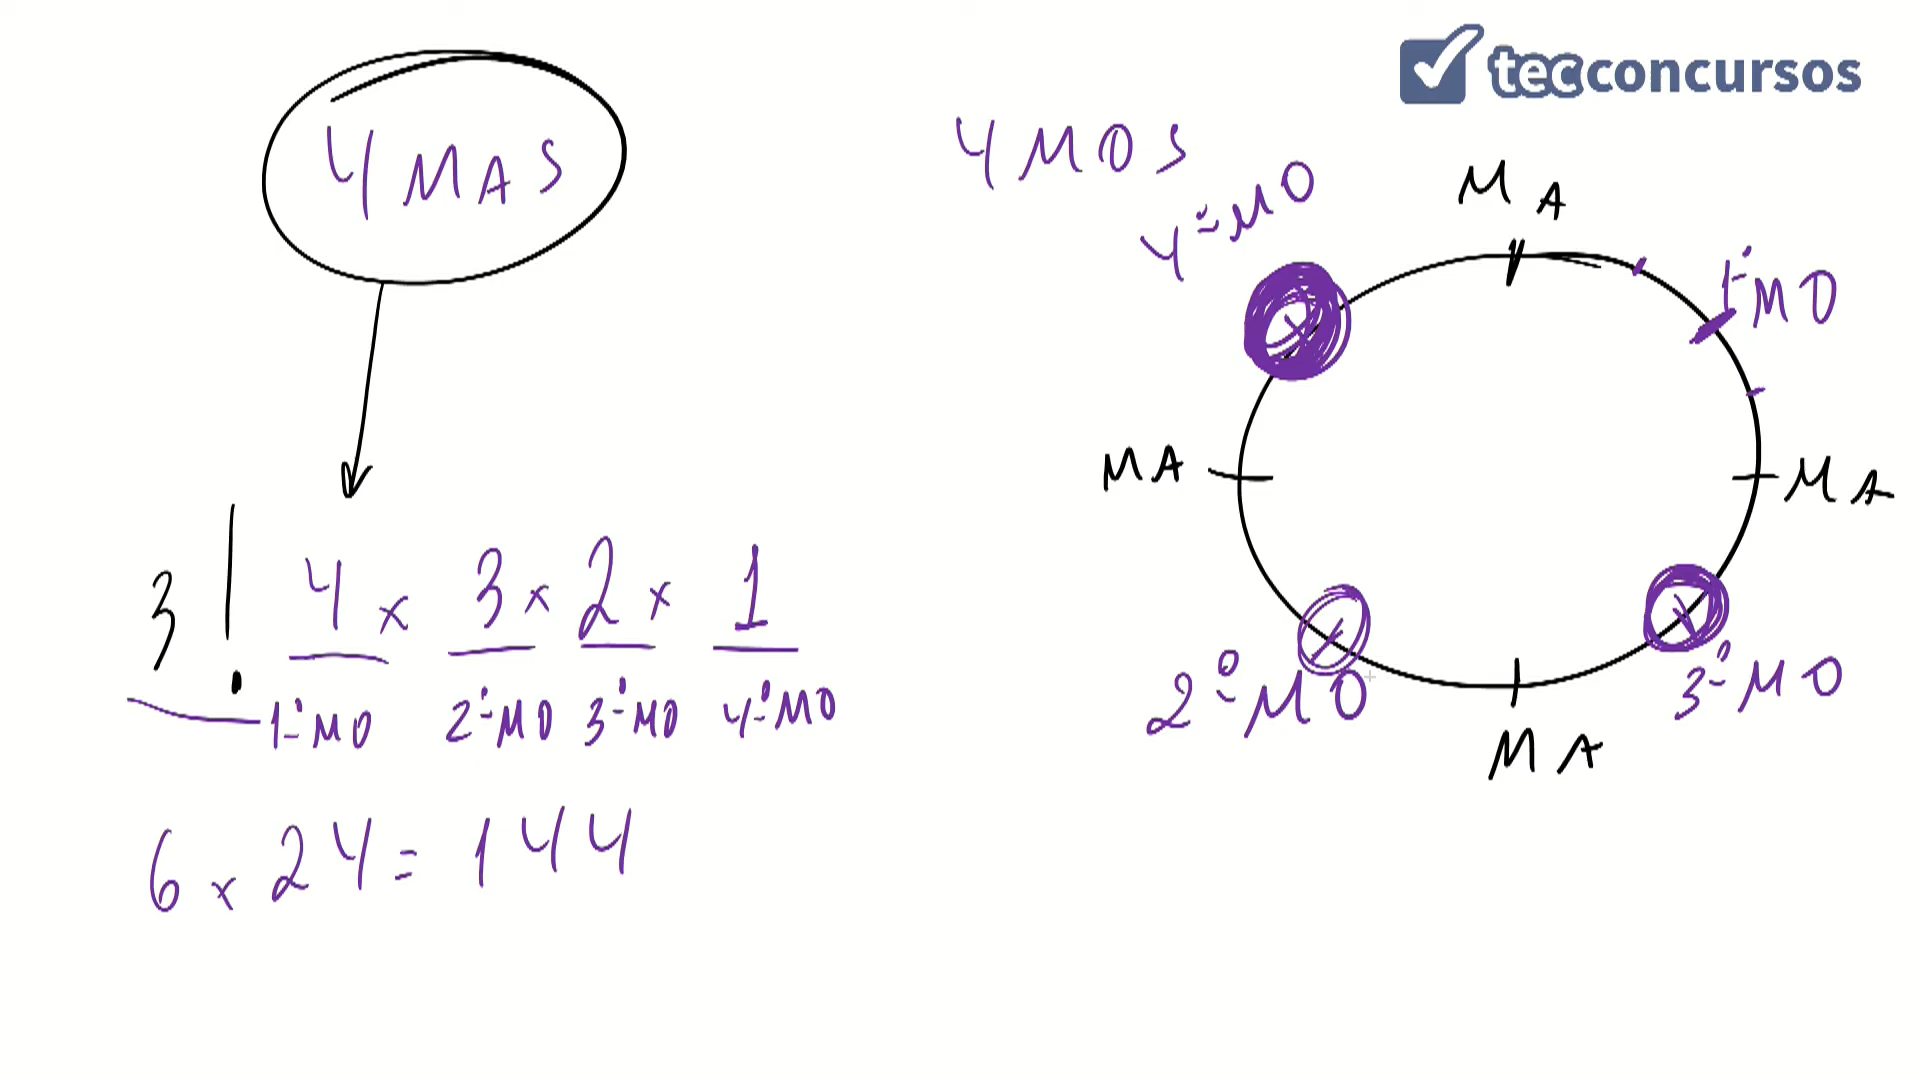 tecconcursos
4 MAS
4 MOS
4º MO
MA
1º MO
MA
MA
2º MO
3º MO
MA
3! 4 x 3 x 2 x 1
1º MO 2º MO 3º MO 4º MO
6 x 24 = 144